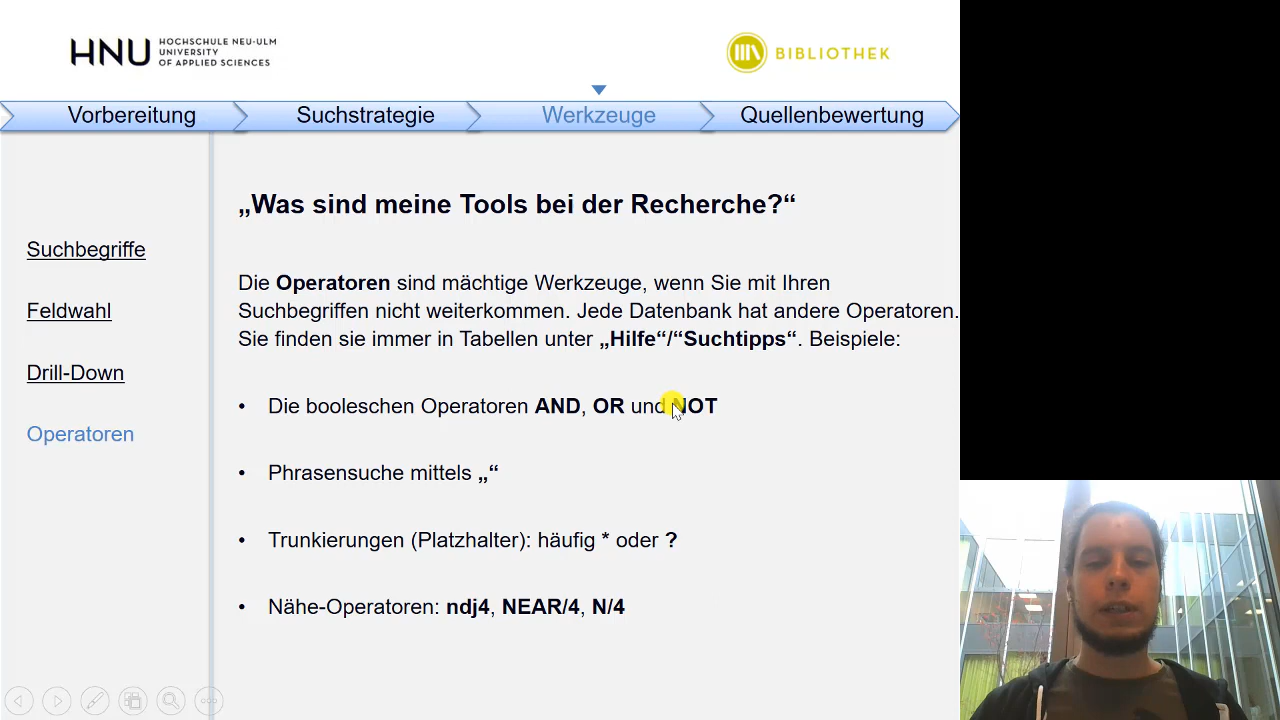 HNU HOCHSCHULE NEU-ULM
UNIVERSITY
OF APPLIED SCIENCES
BIBLIOTHEK
Vorbereitung
Suchstrategie
Werkzeuge
Quellenbewertung
Suchbegriffe
Feldwahl
Drill-Down
Operatoren
„Was sind meine Tools bei der Recherche?“
Die Operatoren sind mächtige Werkzeuge, wenn Sie mit Ihren
Suchbegriffen nicht weiterkommen. Jede Datenbank hat andere Operatoren.
Sie finden sie immer in Tabellen unter „Hilfe“/“Suchtipps“. Beispiele:
• Die booleschen Operatoren AND, OR und NOT
• Phrasensuche mittels „“
• Trunkierungen (Platzhalter): häufig * oder ?
• Nähe-Operatoren: ndj4, NEAR/4, N/4